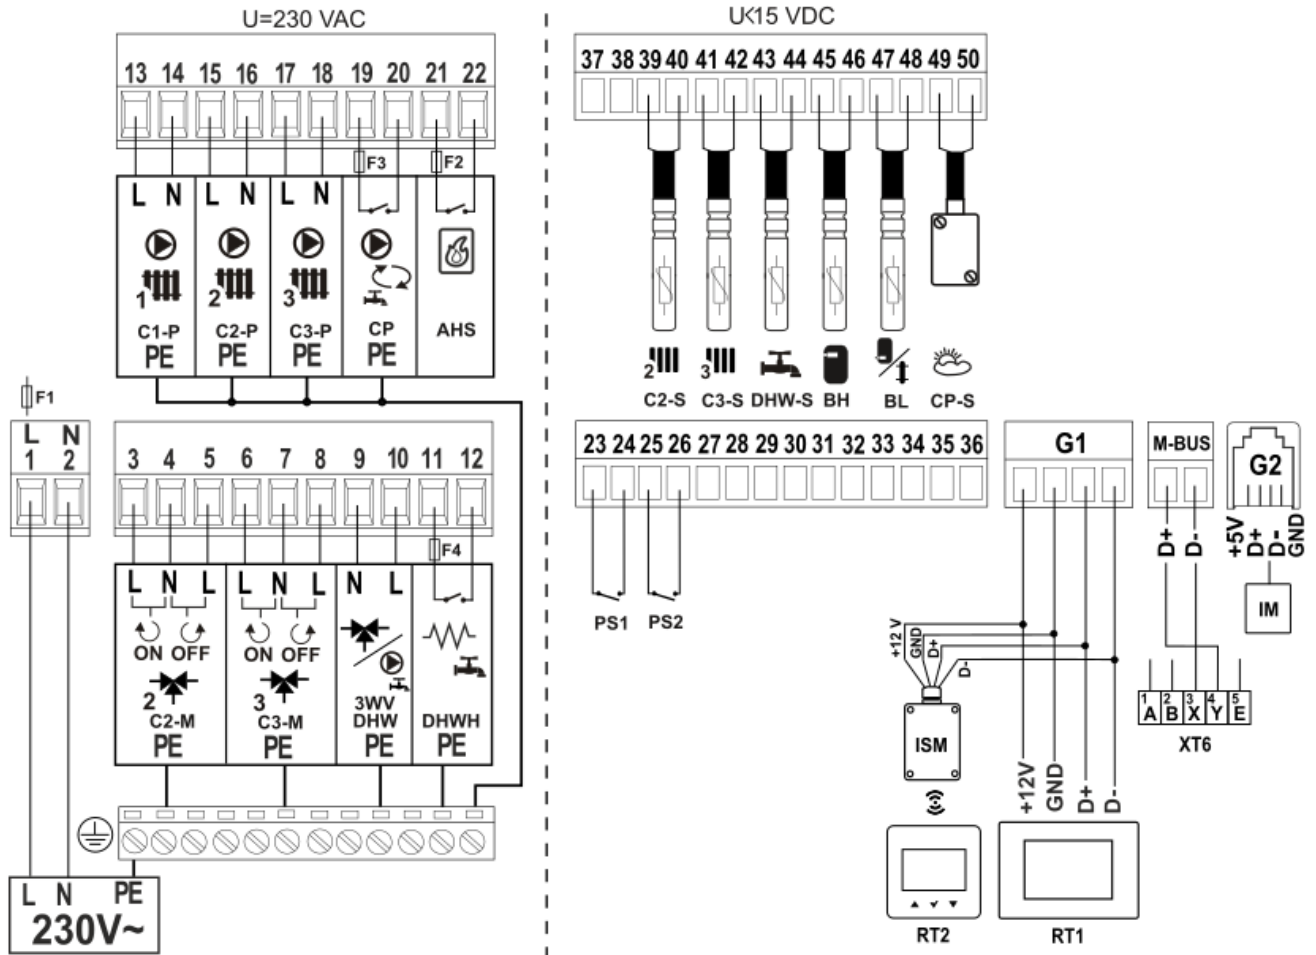 U=230 VAC
U<15 VDC
13 14 15 16 17 18 19 20 21 22
37 38 39 40 41 42 43 44 45 46 47 48 49 50
F3 F2
L N L N L N
1 2 3
C1-P C2-P C3-P CP AHS
PE PE PE PE
2 3
C2-S C3-S DHW-S BH BL CP-S
F1
L N
1 2
3 4 5 6 7 8 9 10 11 12
23 24 25 26 27 28 29 30 31 32 33 34 35 36
G1
M-BUS
G2
F4
D+ D-
+5V D+ D- GND
L N L L N L N L
PS1 PS2
IM
ON OFF ON OFF
+12 V GND D+ D-
2 3
C2-M C3-M 3WV DHW DHWH
PE PE PE PE
1 2 3 4 5
A B X Y E
XT6
ISM
+12V GND D+ D-
L N PE
230V~
RT2 RT1